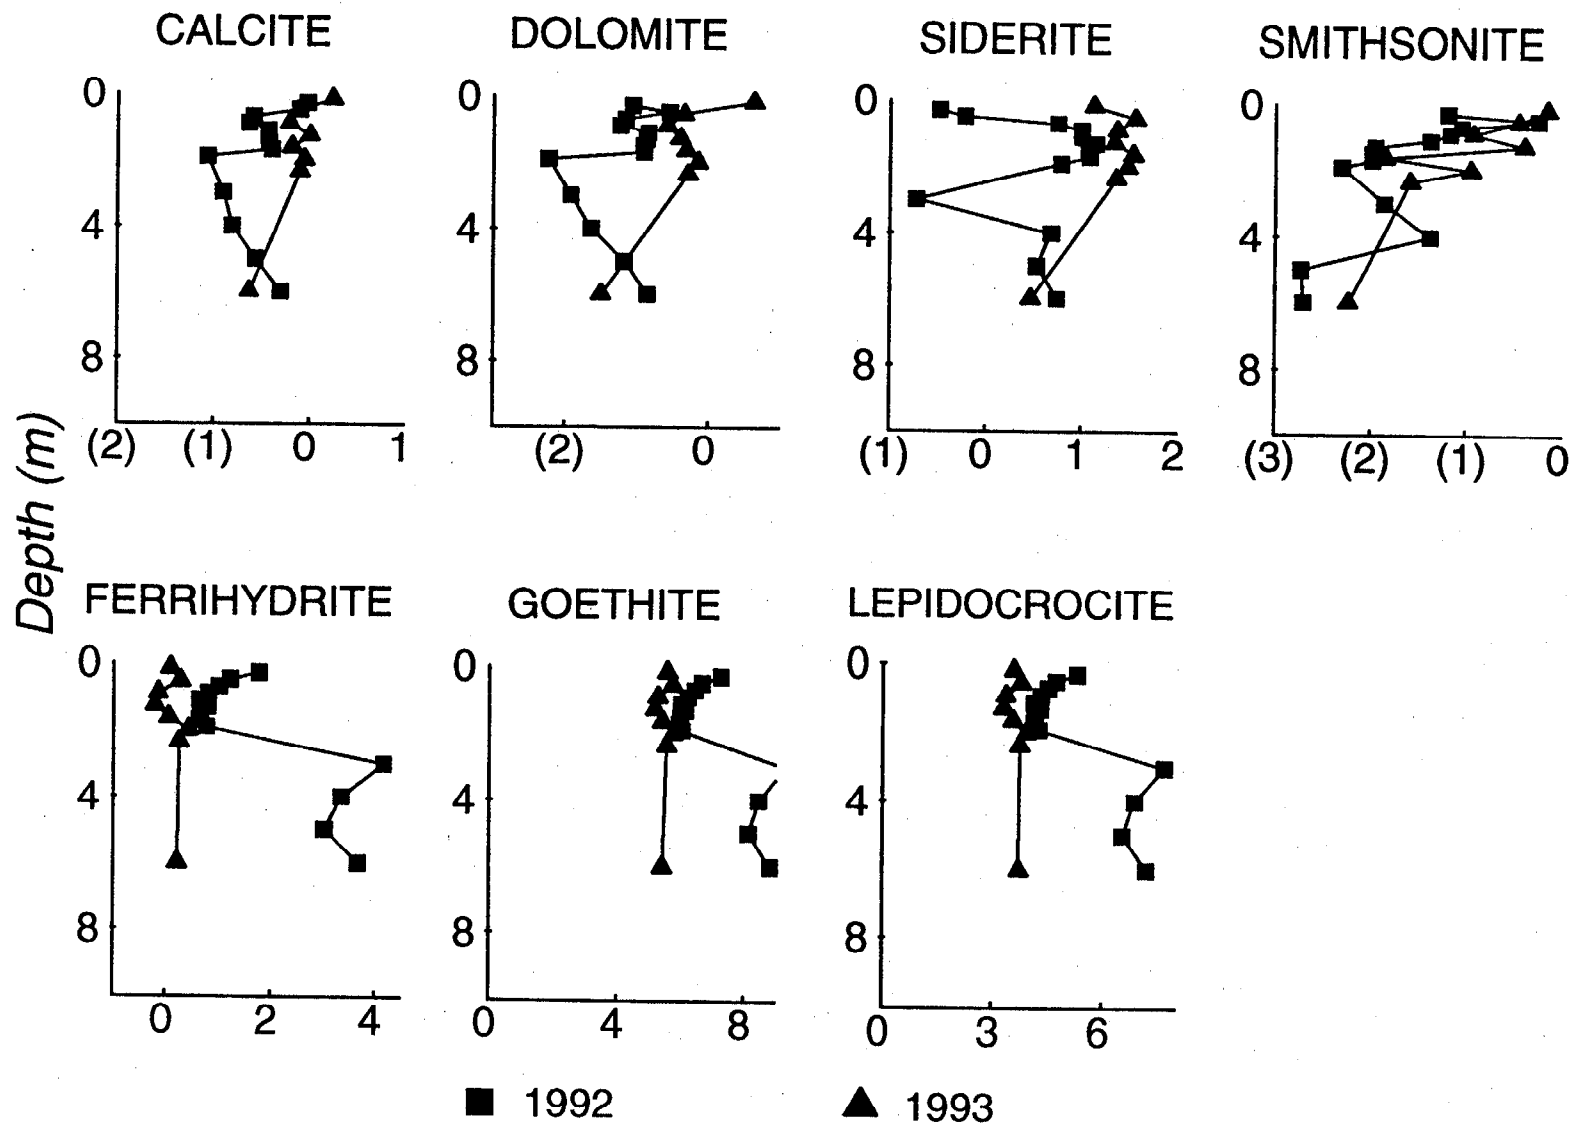 CALCITE DOLOMITE SIDERITE SMITHSONITE
0 0 0 0
4 4 4 4
8 8 8 8
(2) (1) 0 1 (2) 0 (1) 0 1 2 (3) (2) (1) 0
Depth (m)
FERRIHYDRITE GOETHITE LEPIDOCROCITE
0 0 0
4 4 4
8 8 8
0 2 4 0 4 8 0 3 6
1992 1993